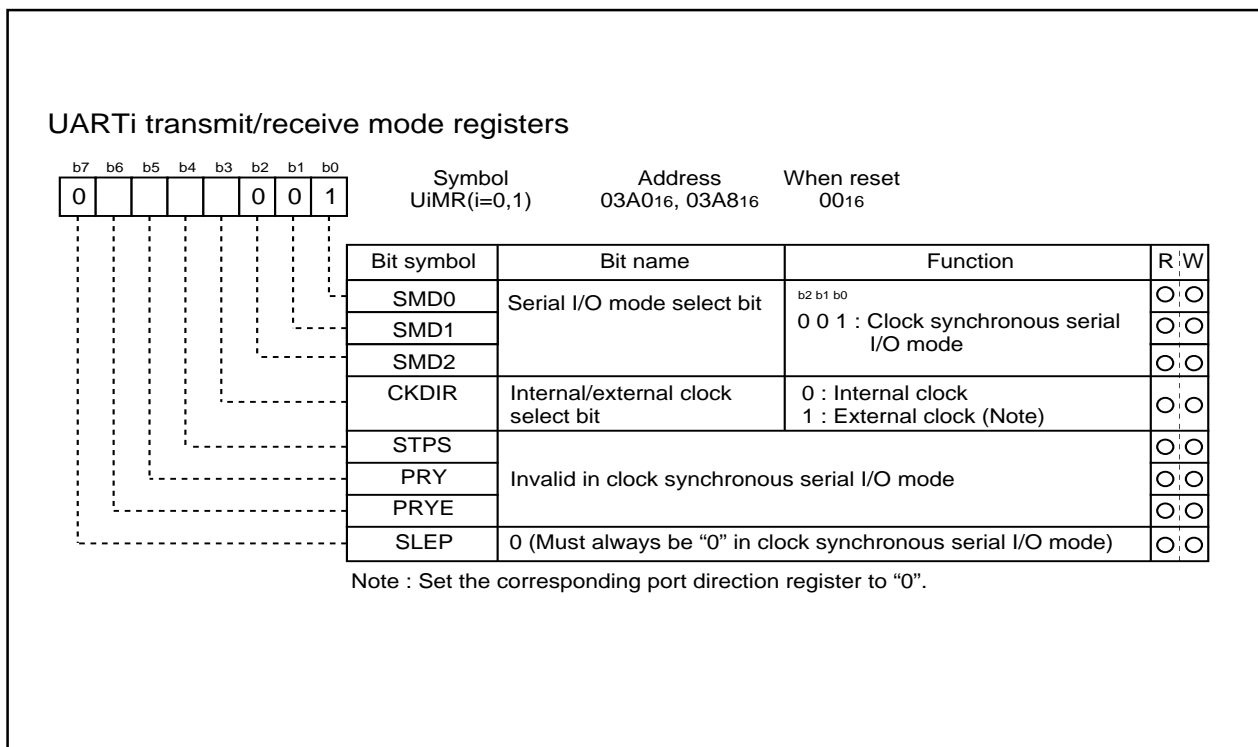 UARTi transmit/receive mode registers
b7 b6 b5 b4 b3 b2 b1 b0
0 0 0 1
Symbol Address When reset
UiMR(i=0,1) 03A016, 03A816 0016
Bit symbol Bit name Function R W
SMD0 Serial I/O mode select bit b2 b1 b0
SMD1 0 0 1 : Clock synchronous serial
I/O mode
SMD2
CKDIR Internal/external clock 0 : Internal clock
select bit 1 : External clock (Note)
STPS
PRY Invalid in clock synchronous serial I/O mode
PRYE
SLEP 0 (Must always be “0” in clock synchronous serial I/O mode)
Note : Set the corresponding port direction register to “0”.